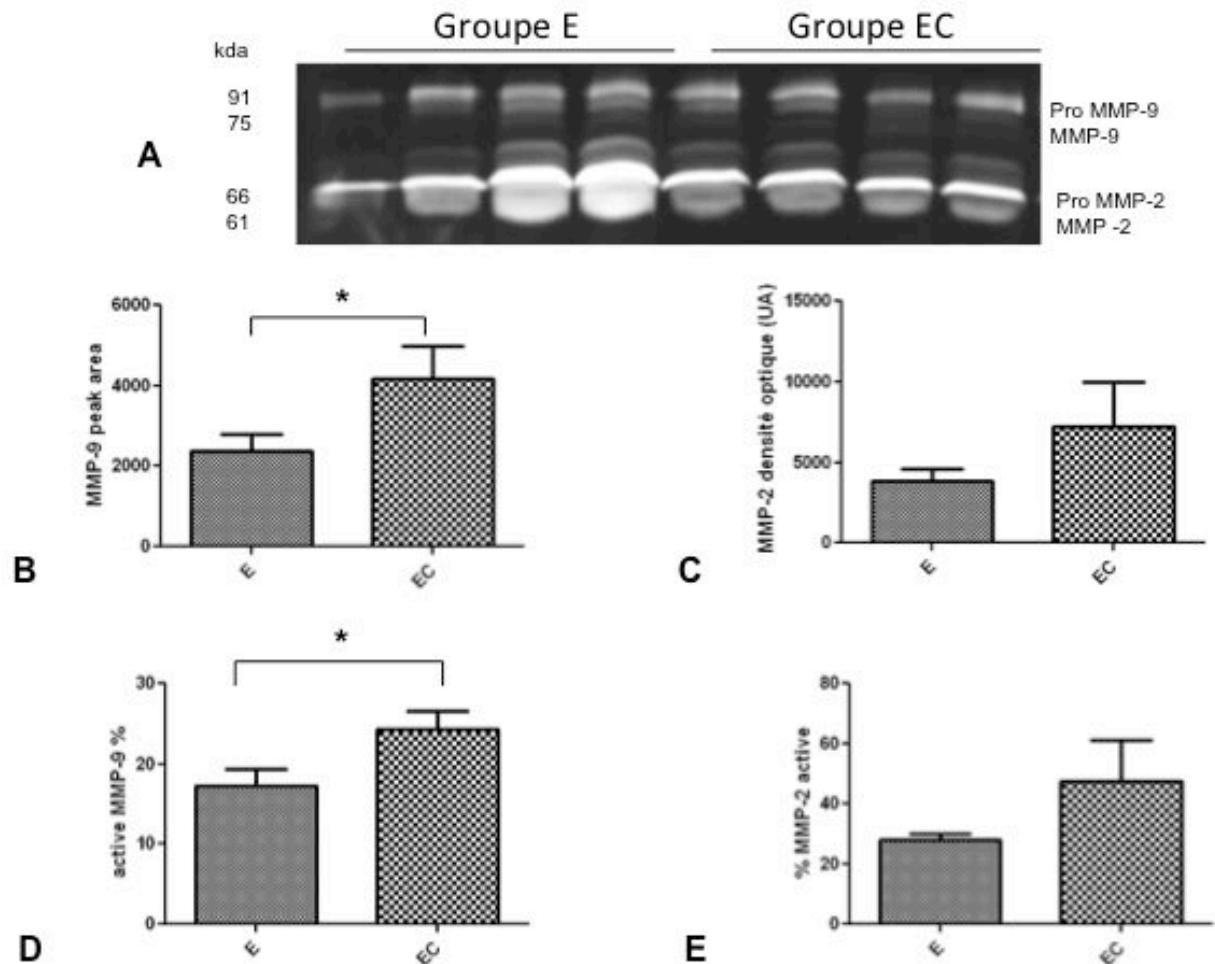 Groupe E
Groupe EC
kda
91
75
66
61
Pro MMP-9
MMP-9
Pro MMP-2
MMP -2
A
MMP-9 peak area
6000
4000
2000
0
*
E
EC
B
MMP-2 densité optique (UA)
15000
10000
5000
0
E
EC
C
active MMP-9 %
30
20
10
0
*
E
EC
D
% MMP-2 active
80
60
40
20
0
E
EC
E